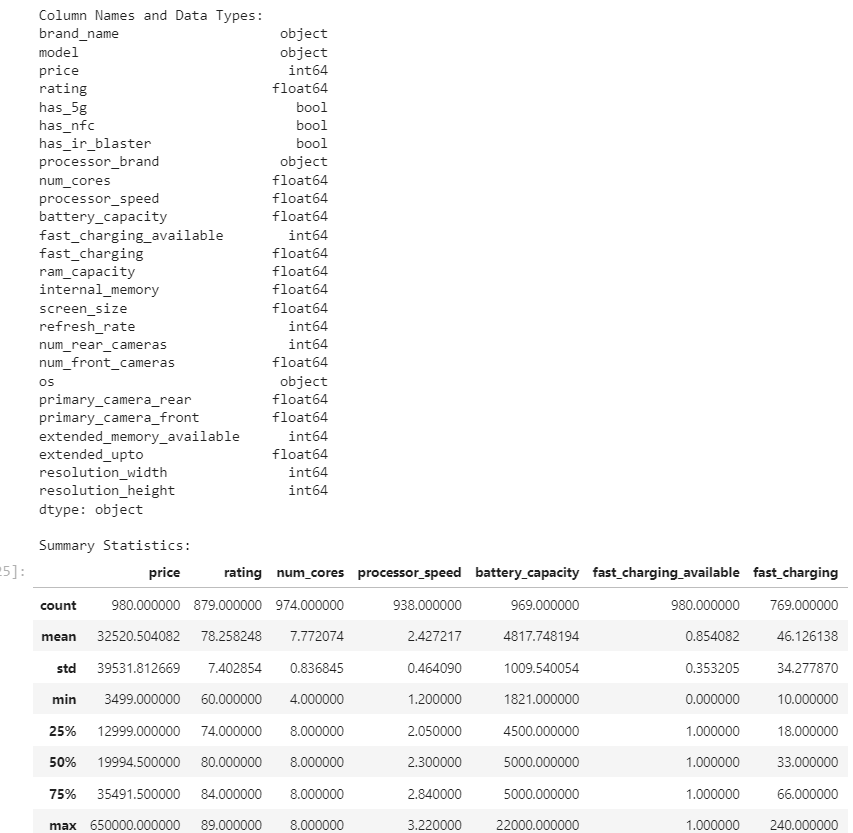 Column Names and Data Types:
brand_name object
model object
price int64
rating float64
has_5g bool
has_nfc bool
has_ir_blaster bool
processor_brand object
num_cores float64
processor_speed float64
battery_capacity float64
fast_charging_available int64
fast_charging float64
ram_capacity float64
internal_memory float64
screen_size float64
refresh_rate int64
num_rear_cameras int64
num_front_cameras float64
os object
primary_camera_rear float64
primary_camera_front float64
extended_memory_available int64
extended_upto float64
resolution_width int64
resolution_height int64
dtype: object
Summary Statistics:
25]:
price rating num_cores processor_speed battery_capacity fast_charging_available fast_charging
count 980.000000 879.000000 974.000000 938.000000 969.000000 980.000000 769.000000
mean 32520.504082 78.258248 7.772074 2.427217 4817.748194 0.854082 46.126138
std 39531.812669 7.402854 0.836845 0.464090 1009.540054 0.353205 34.277870
min 3499.000000 60.000000 4.000000 1.200000 1821.000000 0.000000 10.000000
25% 12999.000000 74.000000 8.000000 2.050000 4500.000000 1.000000 18.000000
50% 19994.500000 80.000000 8.000000 2.300000 5000.000000 1.000000 33.000000
75% 35491.500000 84.000000 8.000000 2.840000 5000.000000 1.000000 66.000000
max 650000.000000 89.000000 8.000000 3.220000 22000.000000 1.000000 240.000000